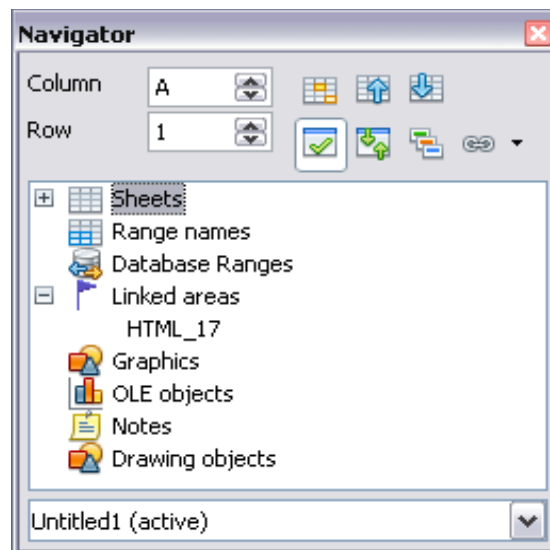 Navigator
Column A
Row 1
Sheets
Range names
Database Ranges
Linked areas
HTML_17
Graphics
OLE objects
Notes
Drawing objects
Untitled1 (active)